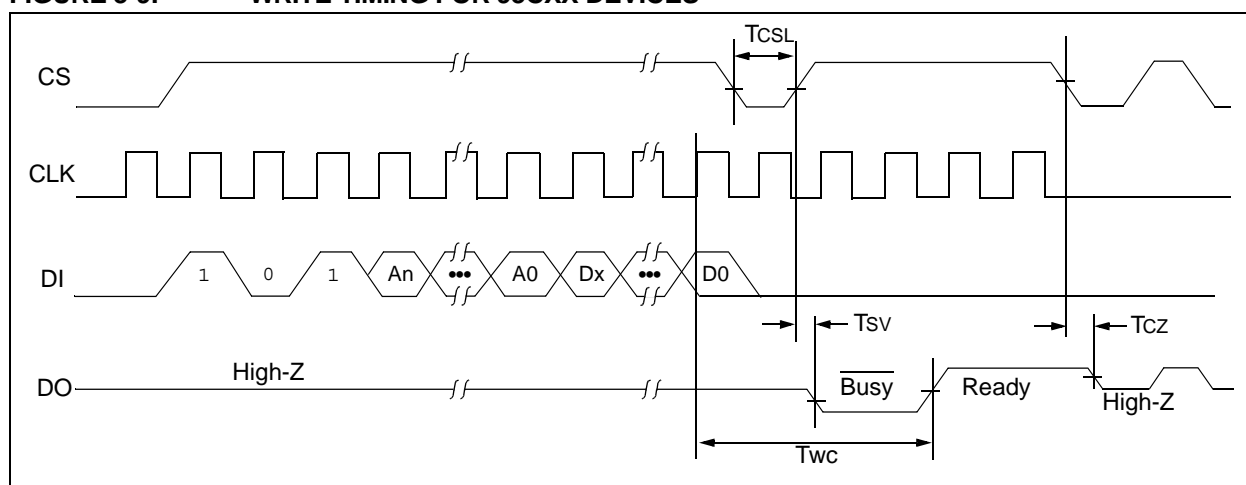 TCSL
CS
CLK
1 0 1 An ••• A0 Dx ••• D0
DI
TSV
TCZ
High-Z
DO
Busy
Ready
High-Z
TWC